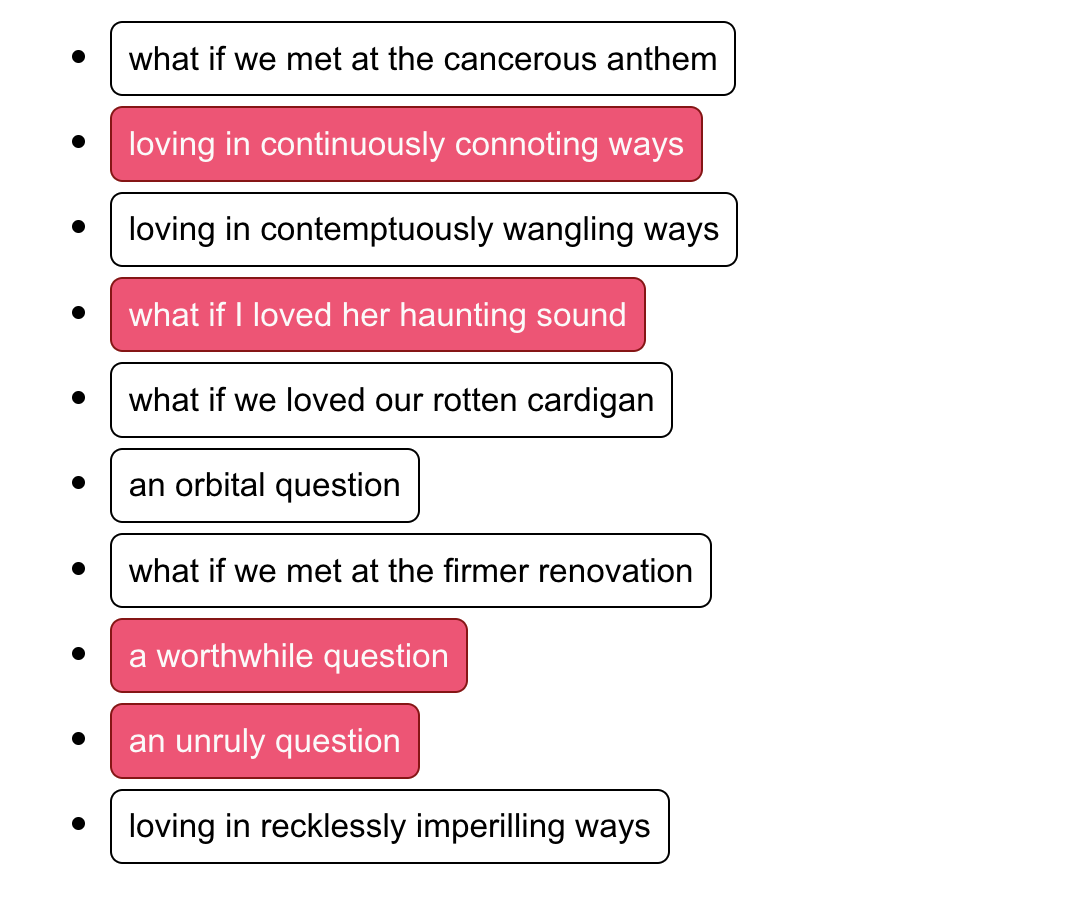 what if we met at the cancerous anthem
loving in continuously connoting ways
loving in contemptuously wangling ways
what if I loved her haunting sound
what if we loved our rotten cardigan
an orbital question
what if we met at the firmer renovation
a worthwhile question
an unruly question
loving in recklessly imperilling ways